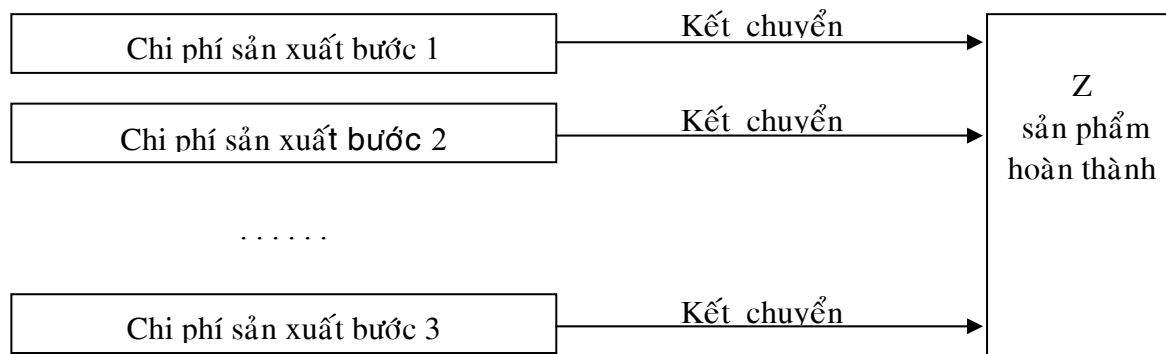 Kết chuyển
Chi phí sản xuất bước 1
Z
sản phẩm
hoàn thành
Kết chuyển
Chi phí sản xuất bước 2
. . . . . .
Kết chuyển
Chi phí sản xuất bước 3